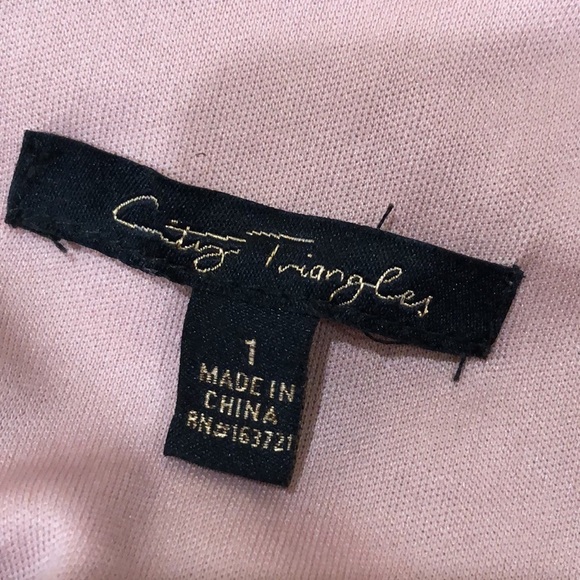 City Triangles
1
MADE IN
CHINA
RN#163721